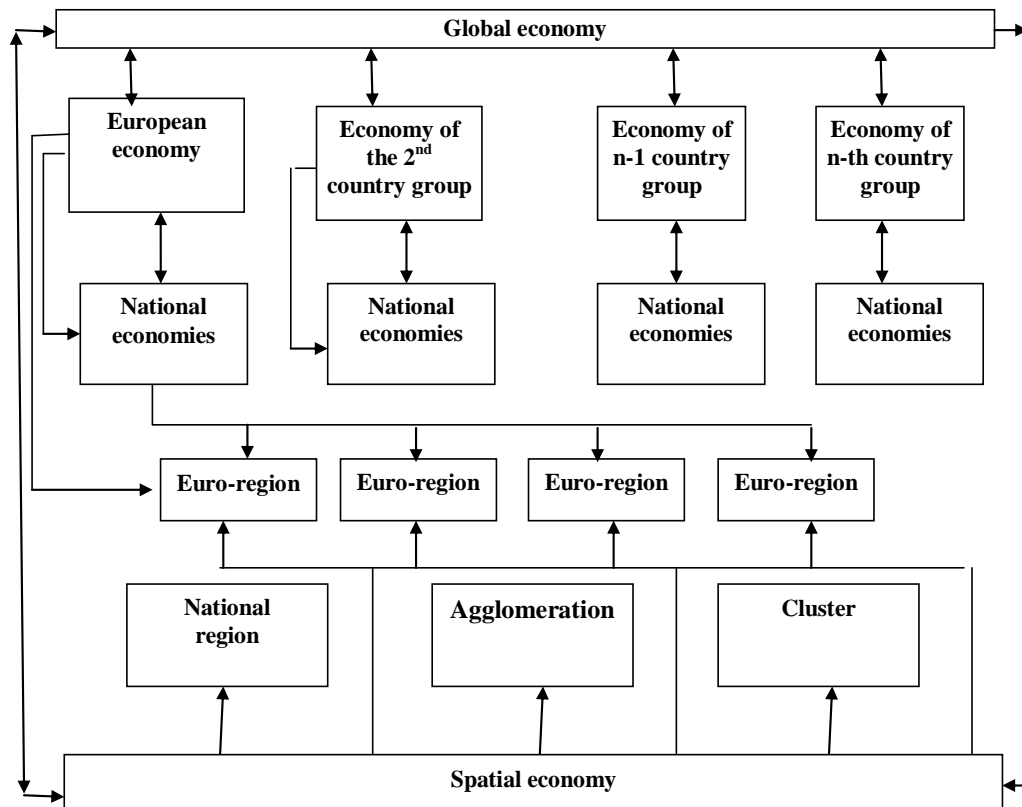 Global economy
European
economy
Economy of
the 2nd
country group
Economy of
n-1 country
group
Economy of
n-th country
group
National
economies
National
economies
National
economies
National
economies
Euro-region
Euro-region
Euro-region
Euro-region
National
region
Agglomeration
Cluster
Spatial economy